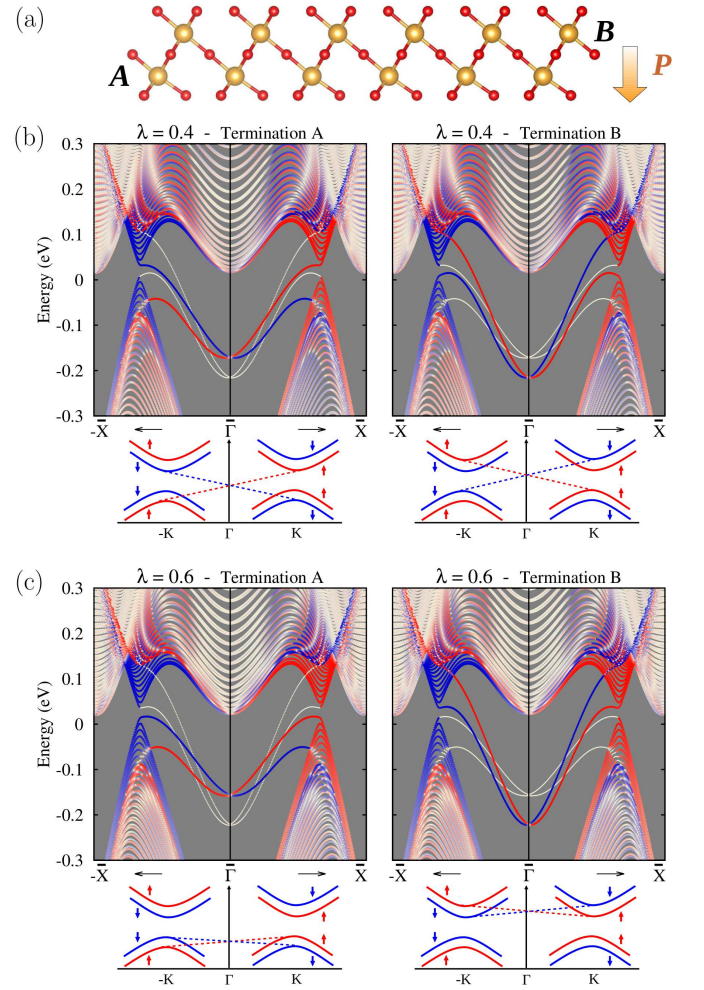 (a)
B
A
P
(b)
λ = 0.4 - Termination A
λ = 0.4 - Termination B
Energy (eV)
0.3
0.2
0.1
0
-0.1
-0.2
-0.3
-X̄ Γ̄ X̄
-X̄ Γ̄ X̄
-K Γ K
-K Γ K
(c)
λ = 0.6 - Termination A
λ = 0.6 - Termination B
Energy (eV)
0.3
0.2
0.1
0
-0.1
-0.2
-0.3
-X̄ Γ̄ X̄
-X̄ Γ̄ X̄
-K Γ K
-K Γ K